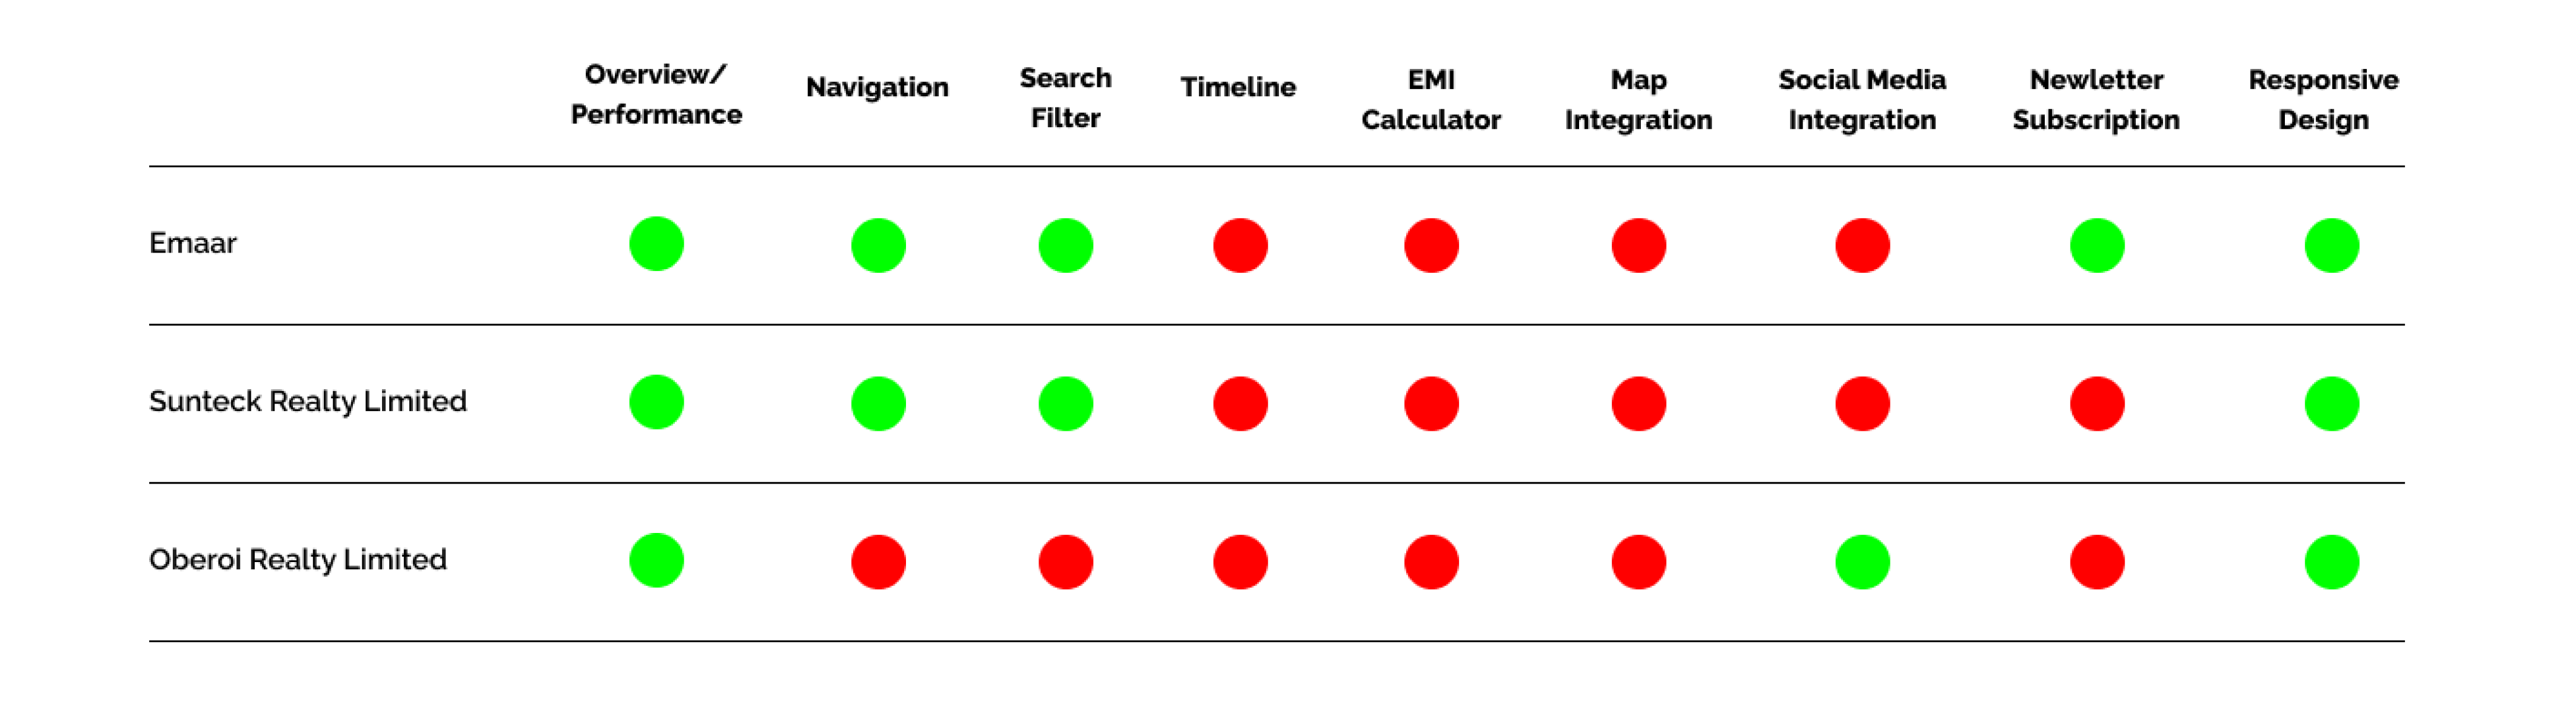 Overview/
Performance
Navigation
Search
Filter
Timeline
EMI
Calculator
Map
Integration
Social Media
Integration
Newletter
Subscription
Responsive
Design
Emaar
Sunteck Realty Limited
Oberoi Realty Limited